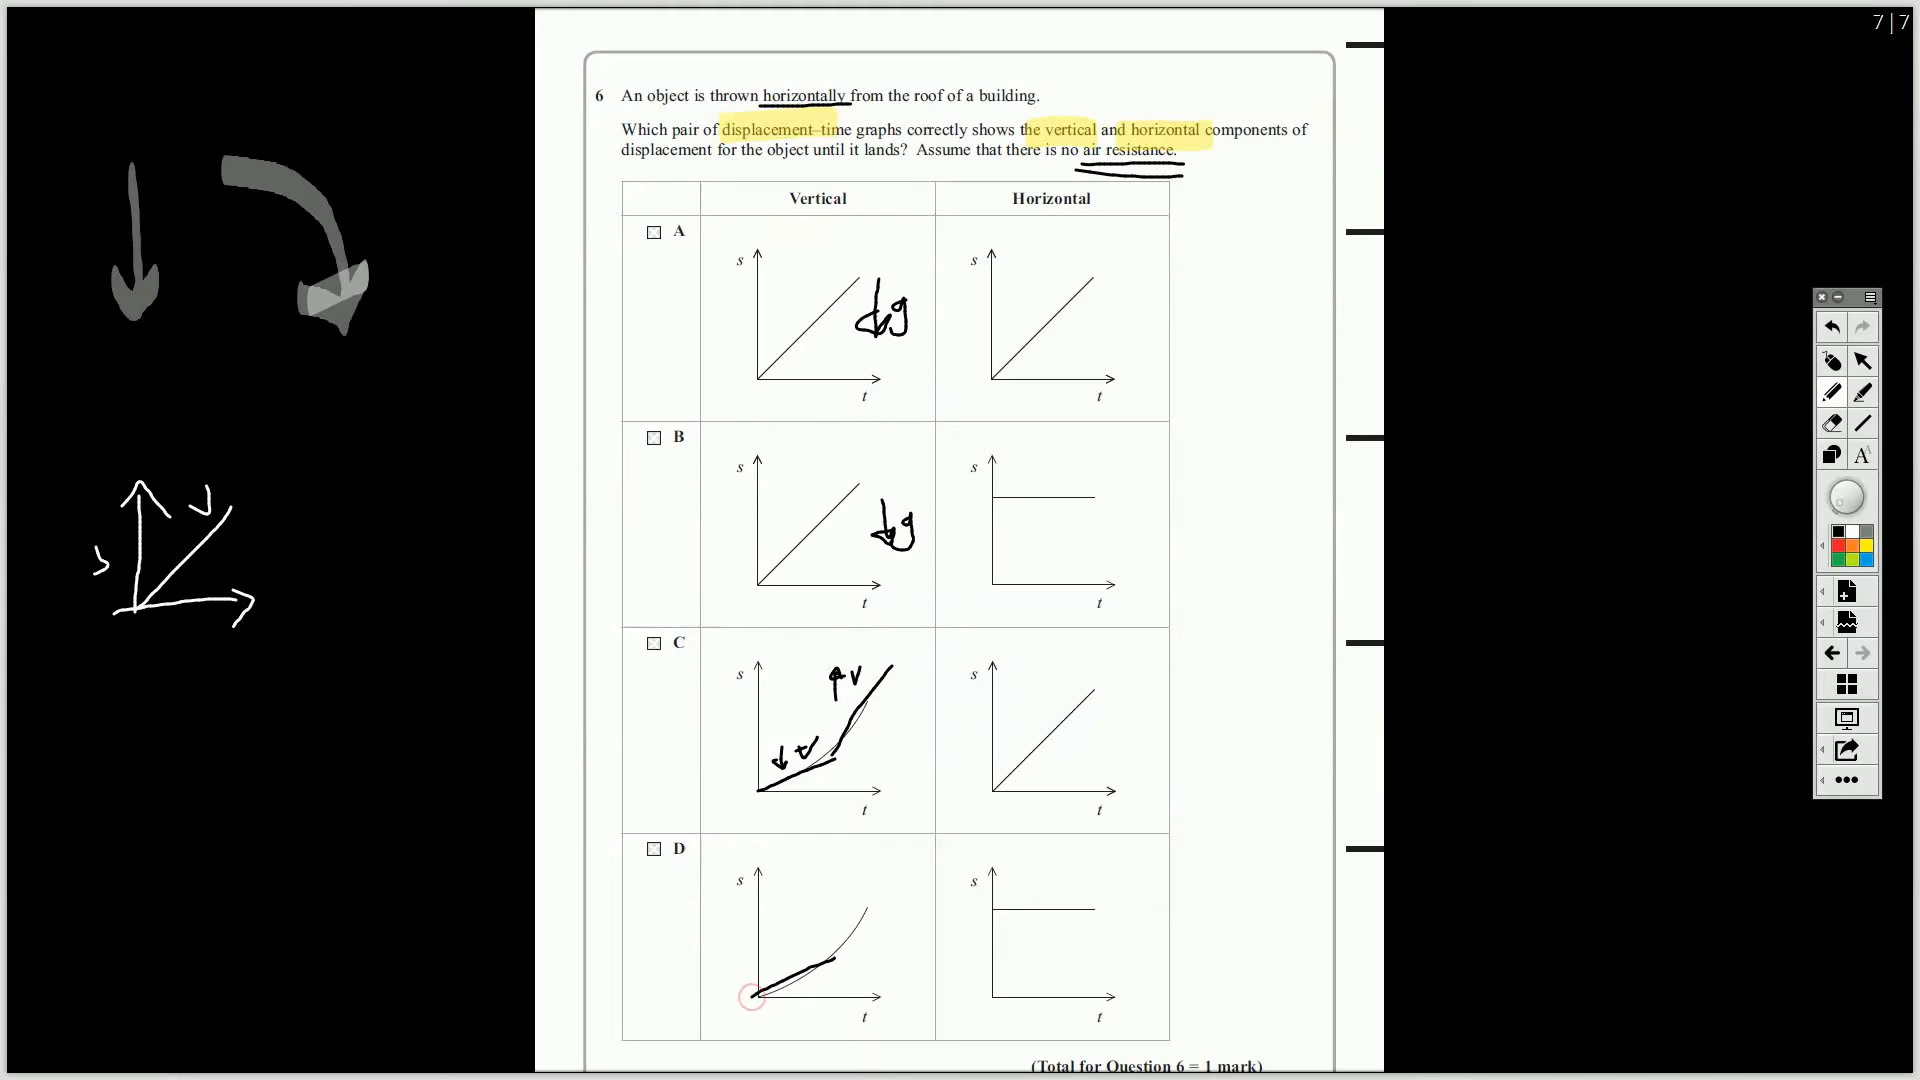 7 | 7
6 An object is thrown horizontally from the roof of a building.
Which pair of displacement–time graphs correctly shows the vertical and horizontal components of
displacement for the object until it lands? Assume that there is no air resistance.
Vertical Horizontal
A
s s
g
t t
B
s s
g
t t
C
s s
v
v
t t
D
s s
t t
(Total for Question 6 = 1 mark)
s
v
A